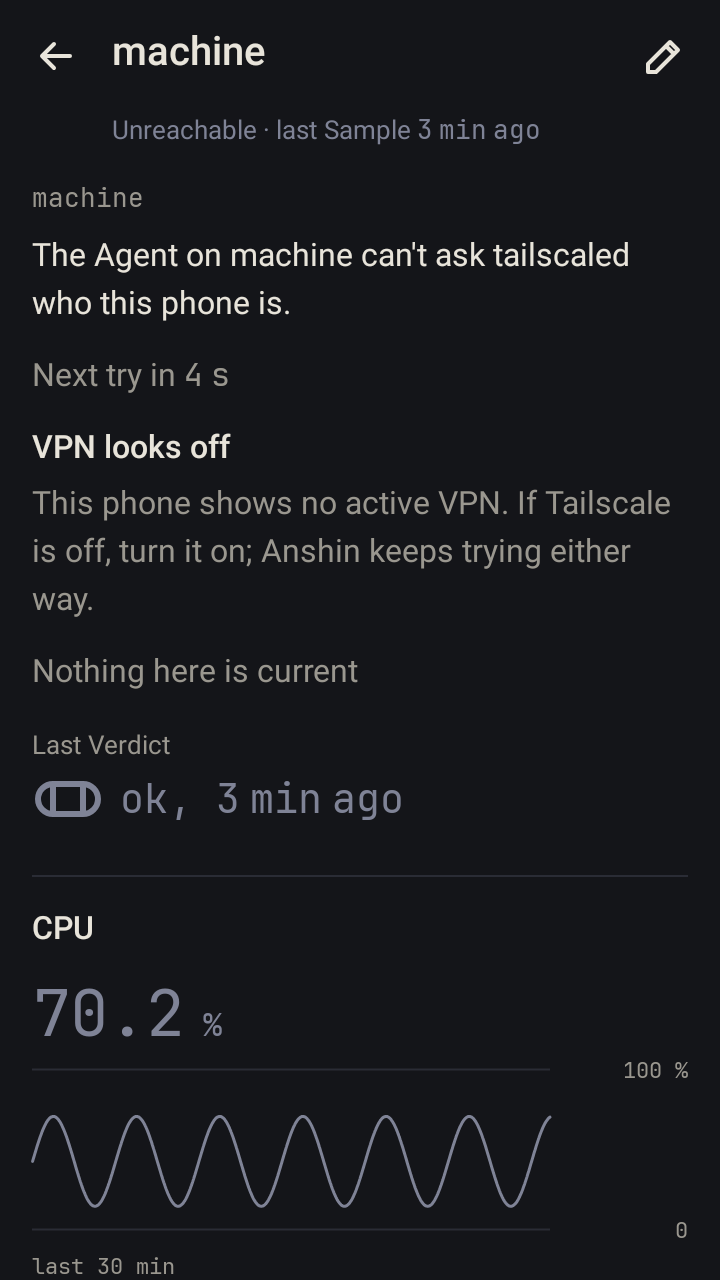 machine
Unreachable · last Sample 3 min ago
machine
The Agent on machine can't ask tailscaled
who this phone is.
Next try in 4 s
VPN looks off
This phone shows no active VPN. If Tailscale
is off, turn it on; Anshin keeps trying either
way.
Nothing here is current
Last Verdict
ok, 3 min ago
CPU
70.2 %
100 %
0
last 30 min